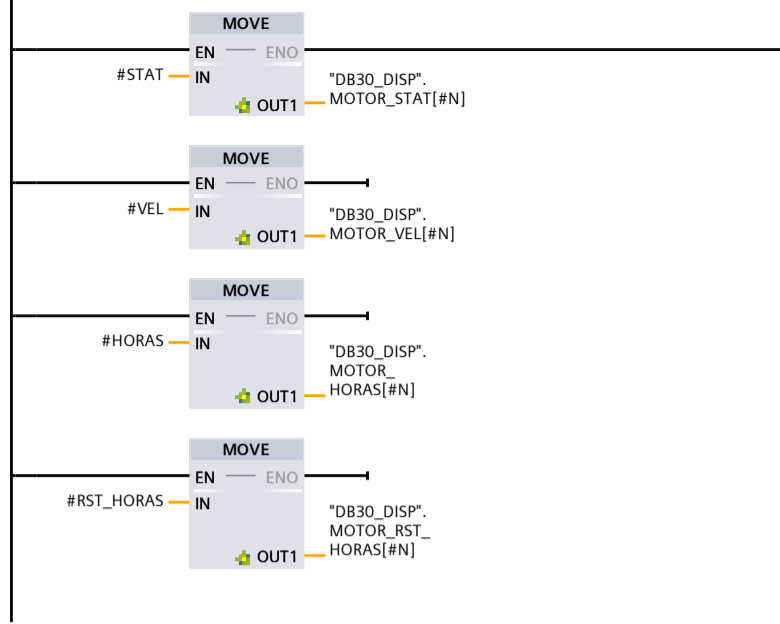 MOVE
EN ENO
#STAT IN
"DB30_DISP".
OUT1 MOTOR_STAT[#N]
MOVE
EN ENO
#VEL IN
"DB30_DISP".
OUT1 MOTOR_VEL[#N]
MOVE
EN ENO
#HORAS IN
"DB30_DISP".
MOTOR_
OUT1 HORAS[#N]
MOVE
EN ENO
#RST_HORAS IN
"DB30_DISP".
MOTOR_RST_
OUT1 HORAS[#N]